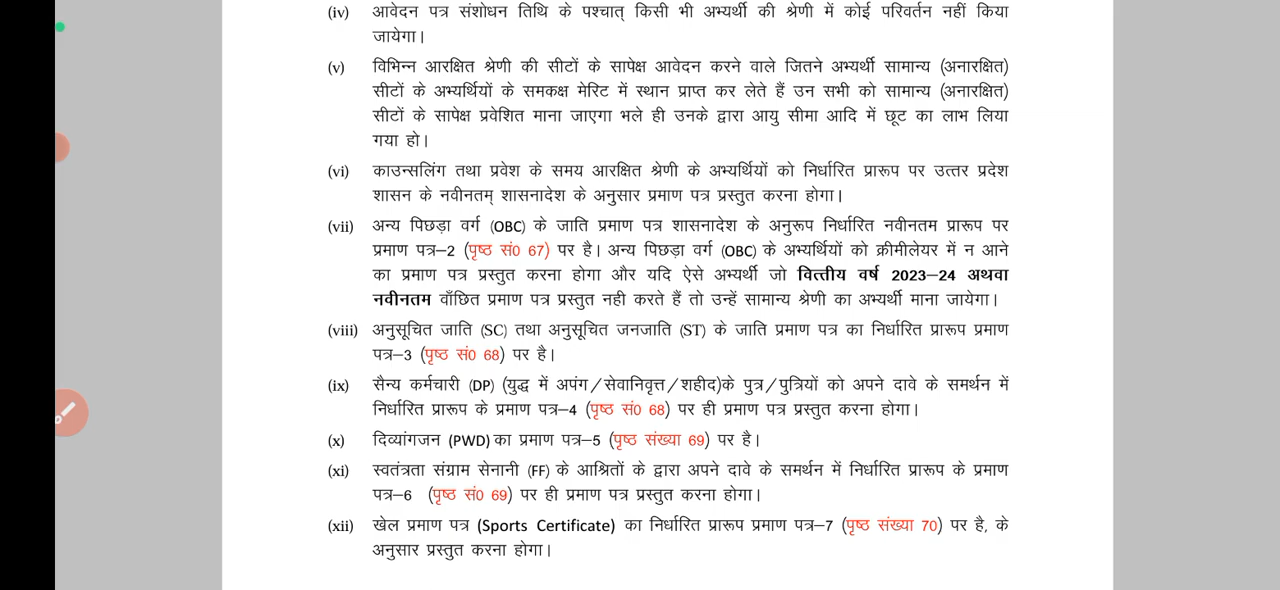 (iv) आवेदन पत्र संशोधन तिथि के पश्चात् किसी भी अभ्यर्थी की श्रेणी में कोई परिवर्तन नहीं किया
जायेगा।
(v) विभिन्न आरक्षित श्रेणी की सीटों के सापेक्ष आवेदन करने वाले जितने अभ्यर्थी सामान्य (अनारक्षित)
सीटों के अभ्यर्थियों के समकक्ष मेरिट में स्थान प्राप्त कर लेते हैं उन सभी को सामान्य (अनारक्षित)
सीटों के सापेक्ष प्रवेशित माना जाएगा भले ही उनके द्वारा आयु सीमा आदि में छूट का लाभ लिया
गया हो।
(vi) काउन्सलिंग तथा प्रवेश के समय आरक्षित श्रेणी के अभ्यर्थियों को निर्धारित प्रारूप पर उत्तर प्रदेश
शासन के नवीनतम् शासनादेश के अनुसार प्रमाण पत्र प्रस्तुत करना होगा।
(vii) अन्य पिछड़ा वर्ग (OBC) के जाति प्रमाण पत्र शासनादेश के अनुरूप निर्धारित नवीनतम प्रारूप पर
प्रमाण पत्र–2 (पृष्ठ सं0 67) पर है। अन्य पिछड़ा वर्ग (OBC) के अभ्यर्थियों को क्रीमीलेयर में न आने
का प्रमाण पत्र प्रस्तुत करना होगा और यदि ऐसे अभ्यर्थी जो वित्तीय वर्ष 2023–24 अथवा
नवीनतम वाँछित प्रमाण पत्र प्रस्तुत नही करते हैं तो उन्हें सामान्य श्रेणी का अभ्यर्थी माना जायेगा।
(viii) अनुसूचित जाति (SC) तथा अनुसूचित जनजाति (ST) के जाति प्रमाण पत्र का निर्धारित प्रारूप प्रमाण
पत्र–3 (पृष्ठ सं0 68) पर है।
(ix) सैन्य कर्मचारी (DP) (युद्ध में अपंग/सेवानिवृत्त/शहीद)के पुत्र/पुत्रियों को अपने दावे के समर्थन में
निर्धारित प्रारूप के प्रमाण पत्र–4 (पृष्ठ सं0 68) पर ही प्रमाण पत्र प्रस्तुत करना होगा।
(x) दिव्यांगजन (PWD) का प्रमाण पत्र–5 (पृष्ठ संख्या 69) पर है।
(xi) स्वतंत्रता संग्राम सेनानी (FF) के आश्रितों के द्वारा अपने दावे के समर्थन में निर्धारित प्रारूप के प्रमाण
पत्र–6 (पृष्ठ सं0 69) पर ही प्रमाण पत्र प्रस्तुत करना होगा।
(xii) खेल प्रमाण पत्र (Sports Certificate) का निर्धारित प्रारूप प्रमाण पत्र–7 (पृष्ठ संख्या 70) पर है, के
अनुसार प्रस्तुत करना होगा।